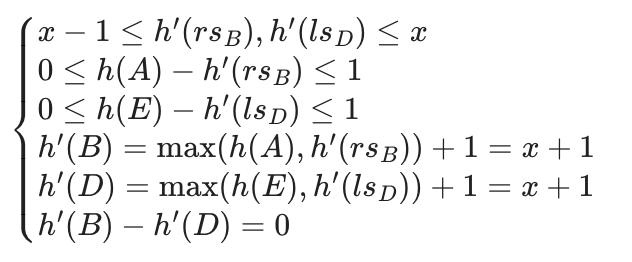 x − 1 ≤ h′(rs_B), h′(ls_D) ≤ x
0 ≤ h(A) − h′(rs_B) ≤ 1
0 ≤ h(E) − h′(ls_D) ≤ 1
h′(B) = max(h(A), h′(rs_B)) + 1 = x + 1
h′(D) = max(h(E), h′(ls_D)) + 1 = x + 1
h′(B) − h′(D) = 0